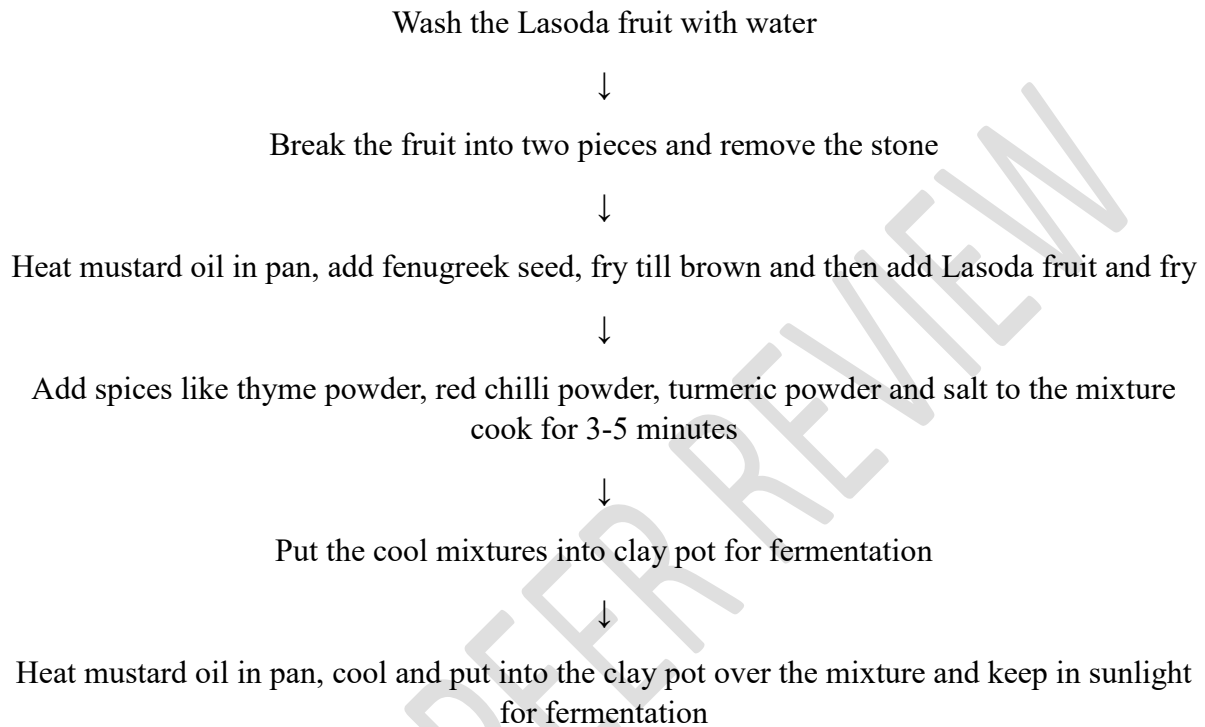 Wash the Lasoda fruit with water
↓
Break the fruit into two pieces and remove the stone
↓
Heat mustard oil in pan, add fenugreek seed, fry till brown and then add Lasoda fruit and fry
↓
Add spices like thyme powder, red chilli powder, turmeric powder and salt to the mixture
cook for 3-5 minutes
↓
Put the cool mixtures into clay pot for fermentation
↓
Heat mustard oil in pan, cool and put into the clay pot over the mixture and keep in sunlight
for fermentation
PEER REVIEW